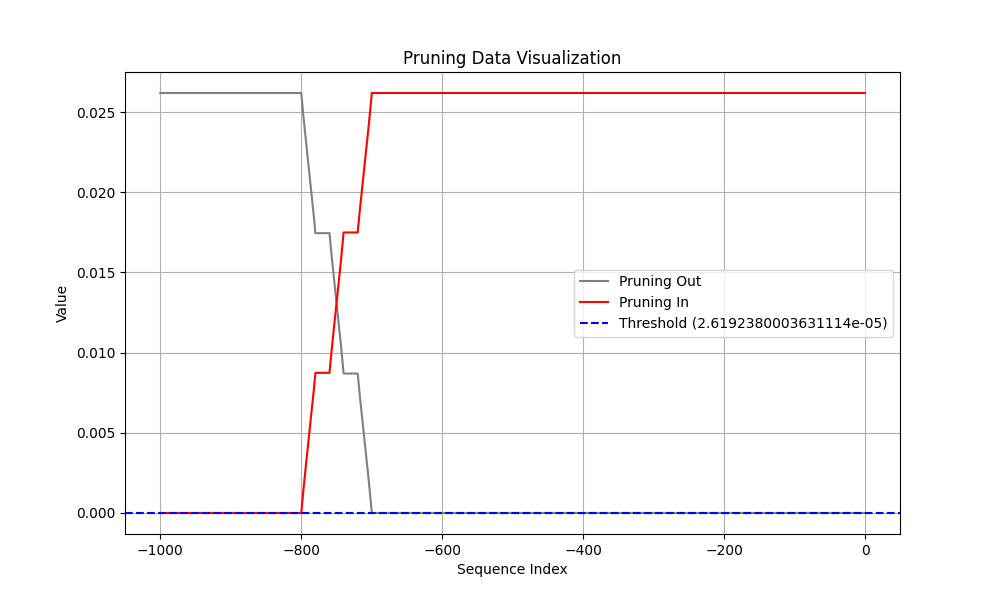 Pruning Data Visualization
0.025
0.020
0.015
0.010
0.005
0.000
Value
Pruning Out
Pruning In
Threshold (2.6192380003631114e-05)
−1000
−800
−600
−400
−200
0
Sequence Index